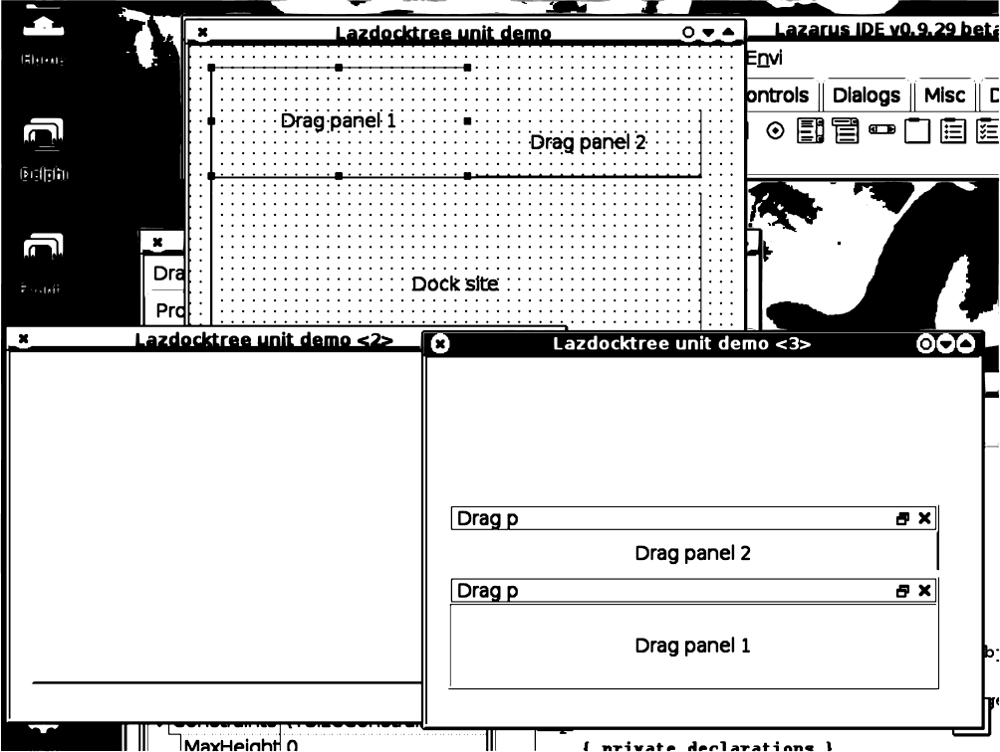 Lazdocktree unit demo
Lazarus IDE v0.9.29 beta
Envi
ontrols Dialogs Misc D
Home
Drag panel 1
Drag panel 2
Delphi
Dra
Dock site
Pro
Lazdocktree unit demo <2>
Lazdocktree unit demo <3>
Drag p
Drag panel 2
Drag p
Drag panel 1
MaxHeight 0
{ private declarations }